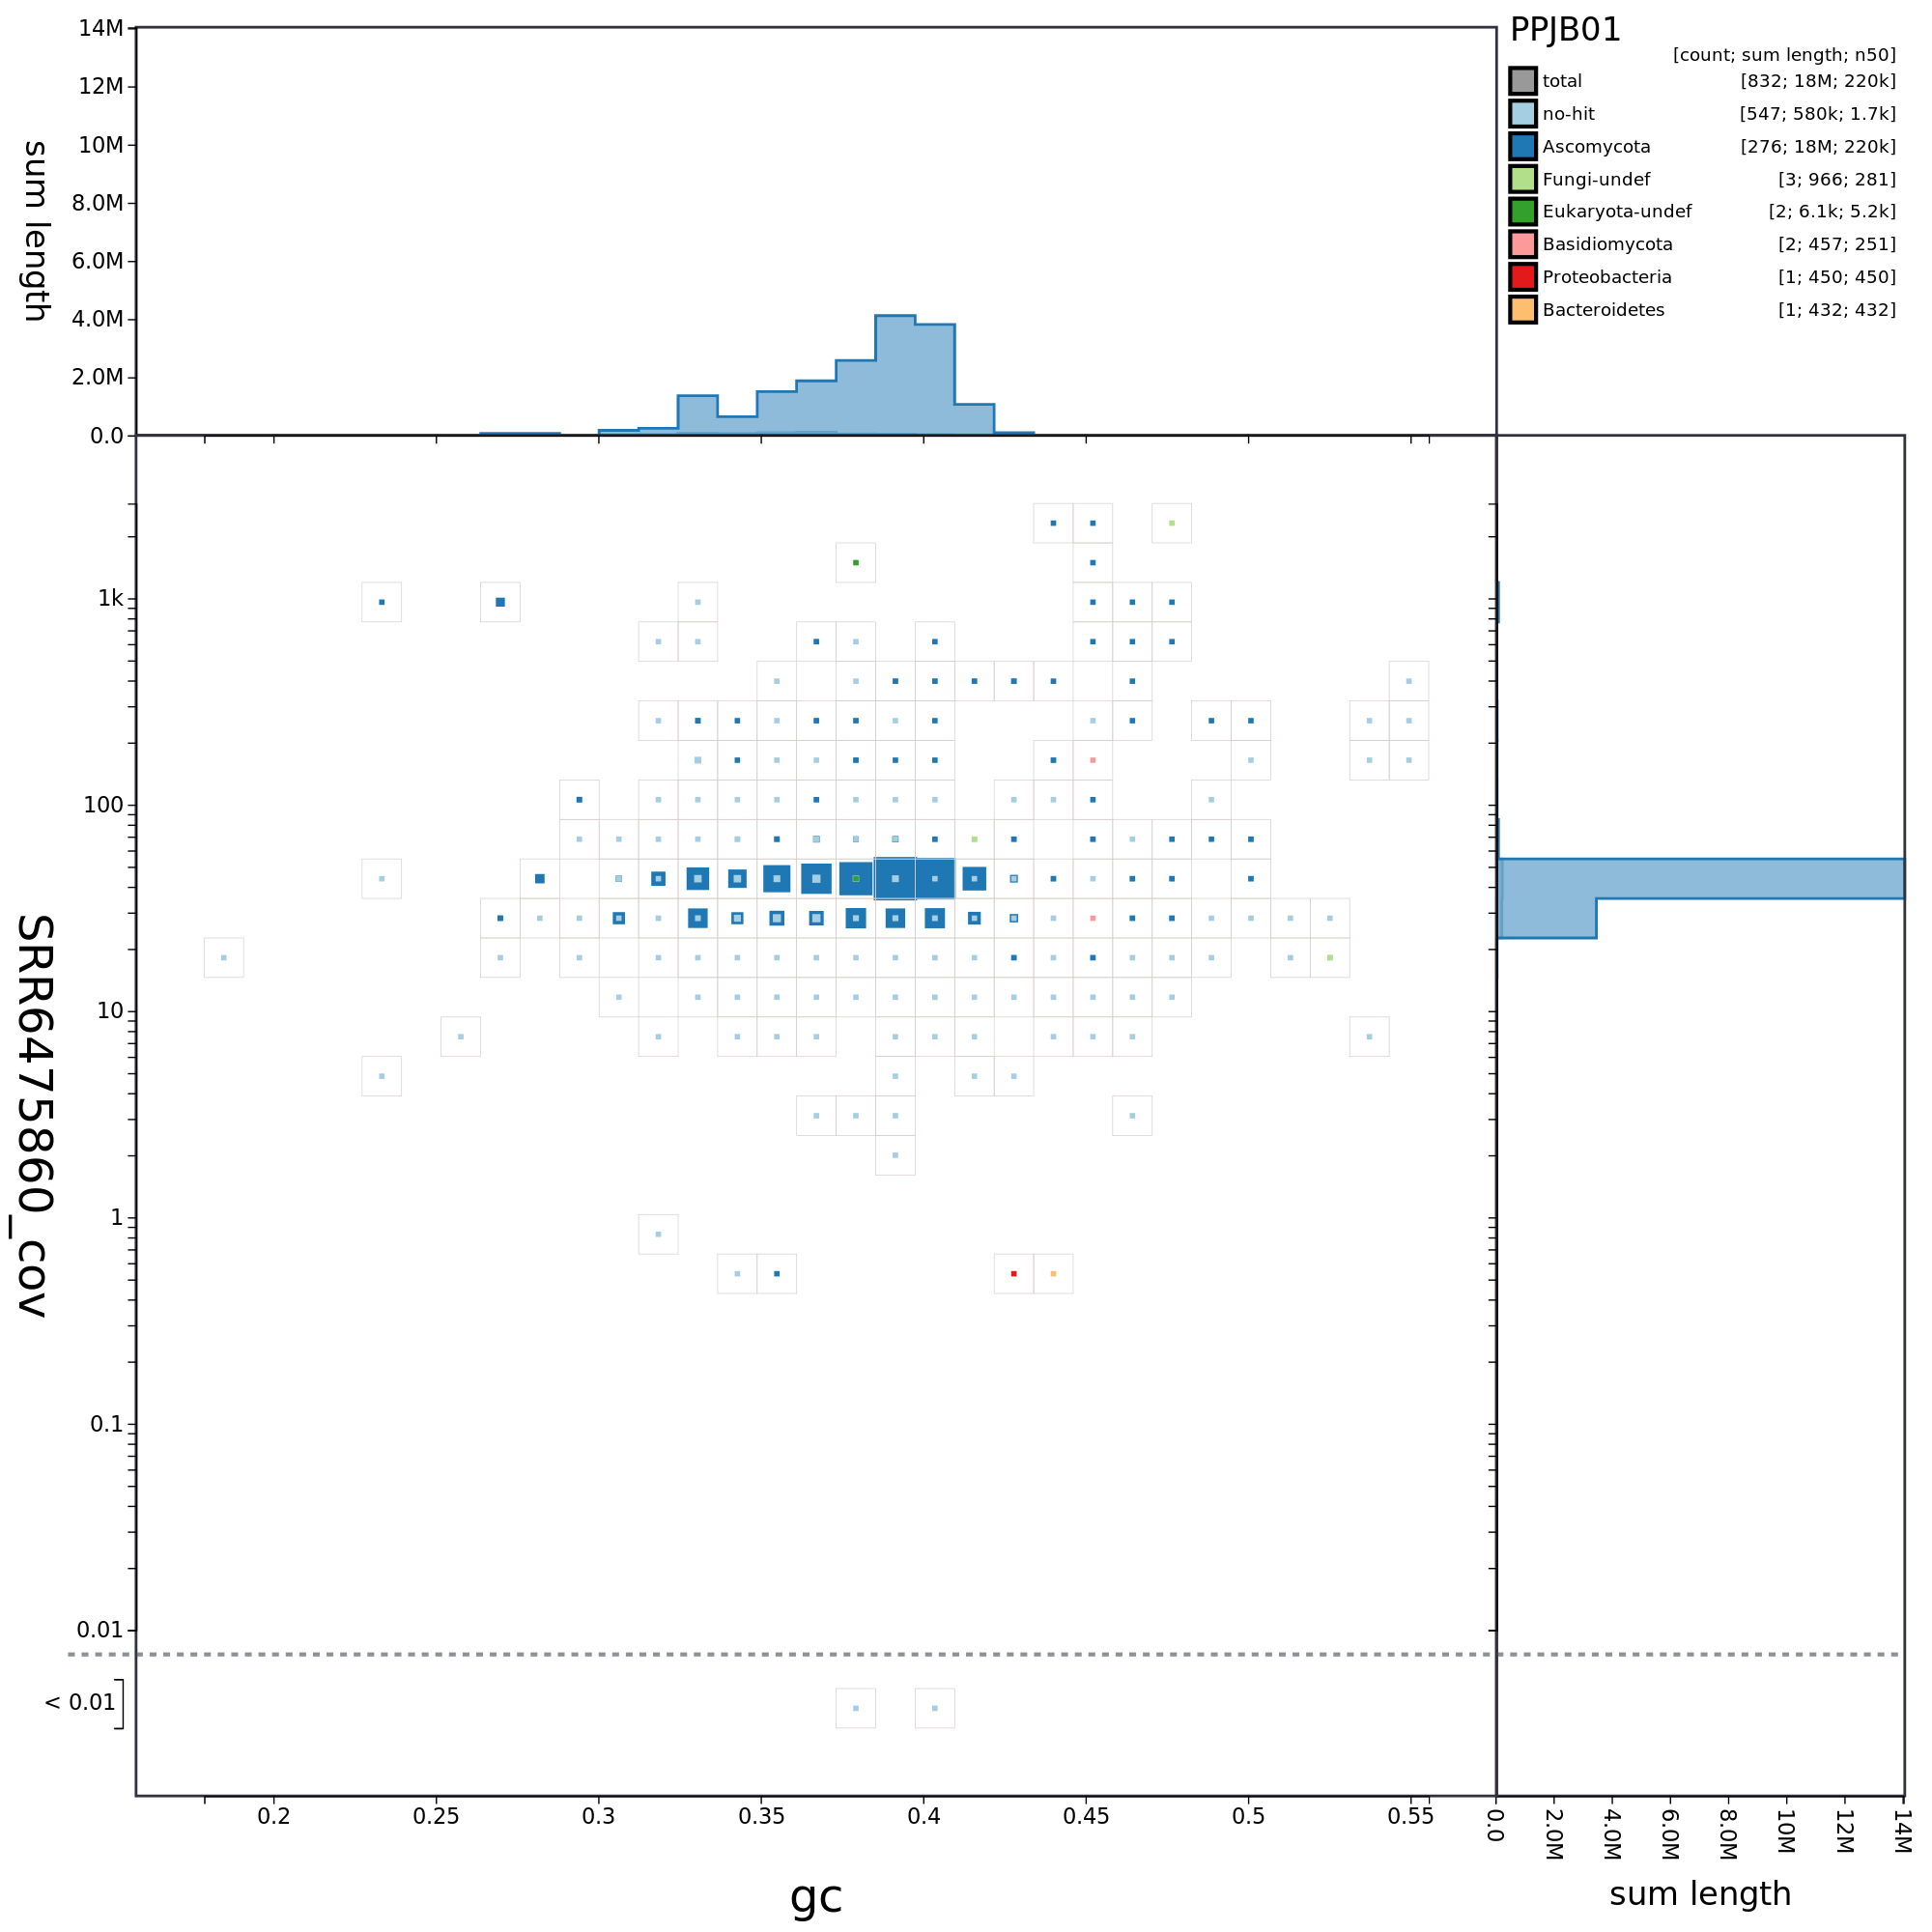 PPJB01
[count; sum length; n50]
total [832; 18M; 220k]
no-hit [547; 580k; 1.7k]
Ascomycota [276; 18M; 220k]
Fungi-undef [3; 966; 281]
Eukaryota-undef [2; 6.1k; 5.2k]
Basidiomycota [2; 457; 251]
Proteobacteria [1; 450; 450]
Bacteroidetes [1; 432; 432]
sum length
14M
12M
10M
8.0M
6.0M
4.0M
2.0M
0.0
SRR6475860_cov
1k
100
10
1
0.1
0.01
< 0.01
0.2 0.25 0.3 0.35 0.4 0.45 0.5 0.55
gc
0.0 2.0M 4.0M 6.0M 8.0M 10M 12M 14M
sum length